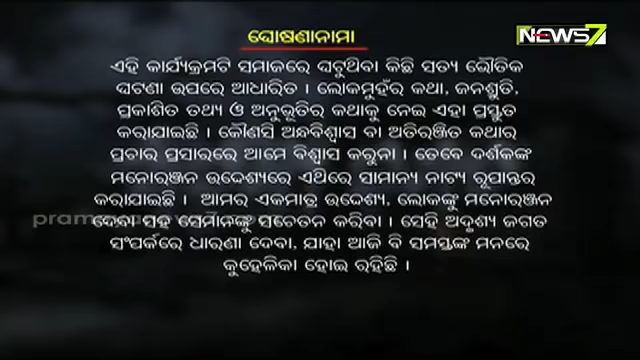 ଘୋଷଣାନାମା
NEWS7
ଏହି କାର୍ଯ୍ୟକ୍ରମଟି ସମାଜରେ ଘଟୁଥିବା କିଛି ସତ୍ୟ ଭୌତିକ
ଘଟଣା ଉପରେ ଆଧାରିତ । ଲୋକମୁହଁର କଥା, ଜନଶ୍ରୁତି,
ପ୍ରକାଶିତ ତଥ୍ୟ ଓ ଅନୁଭୂତିର କଥାକୁ ନେଇ ଏହା ପ୍ରସ୍ତୁତ
କରାଯାଇଛି । କୌଣସି ଅନ୍ଧବିଶ୍ୱାସ ବା ଅତିରଞ୍ଜିତ କଥାର
ପ୍ରଚାର ପ୍ରସାରରେ ଆମେ ବିଶ୍ୱାସ କରୁନା । ତେବେ ଦର୍ଶକଙ୍କ
ମନୋରଞ୍ଜନ ଉଦ୍ଦେଶ୍ୟରେ ଏଥିରେ ସାମାନ୍ୟ ନାଟ୍ୟ ରୂପାନ୍ତର
କରାଯାଇଛି । ଆମର ଏକମାତ୍ର ଉଦ୍ଦେଶ୍ୟ, ଲୋକଙ୍କୁ ମନୋରଞ୍ଜନ
ଦେବା ସହ ସେମାନଙ୍କୁ ସଚେତନ କରିବା । ସେହି ଅଦୃଶ୍ୟ ଜଗତ
ସଂପର୍କରେ ଧାରଣା ଦେବା, ଯାହା ଆଜି ବି ସମସ୍ତଙ୍କ ମନରେ
କୁହେଳିକା ହୋଇ ରହିଛି ।